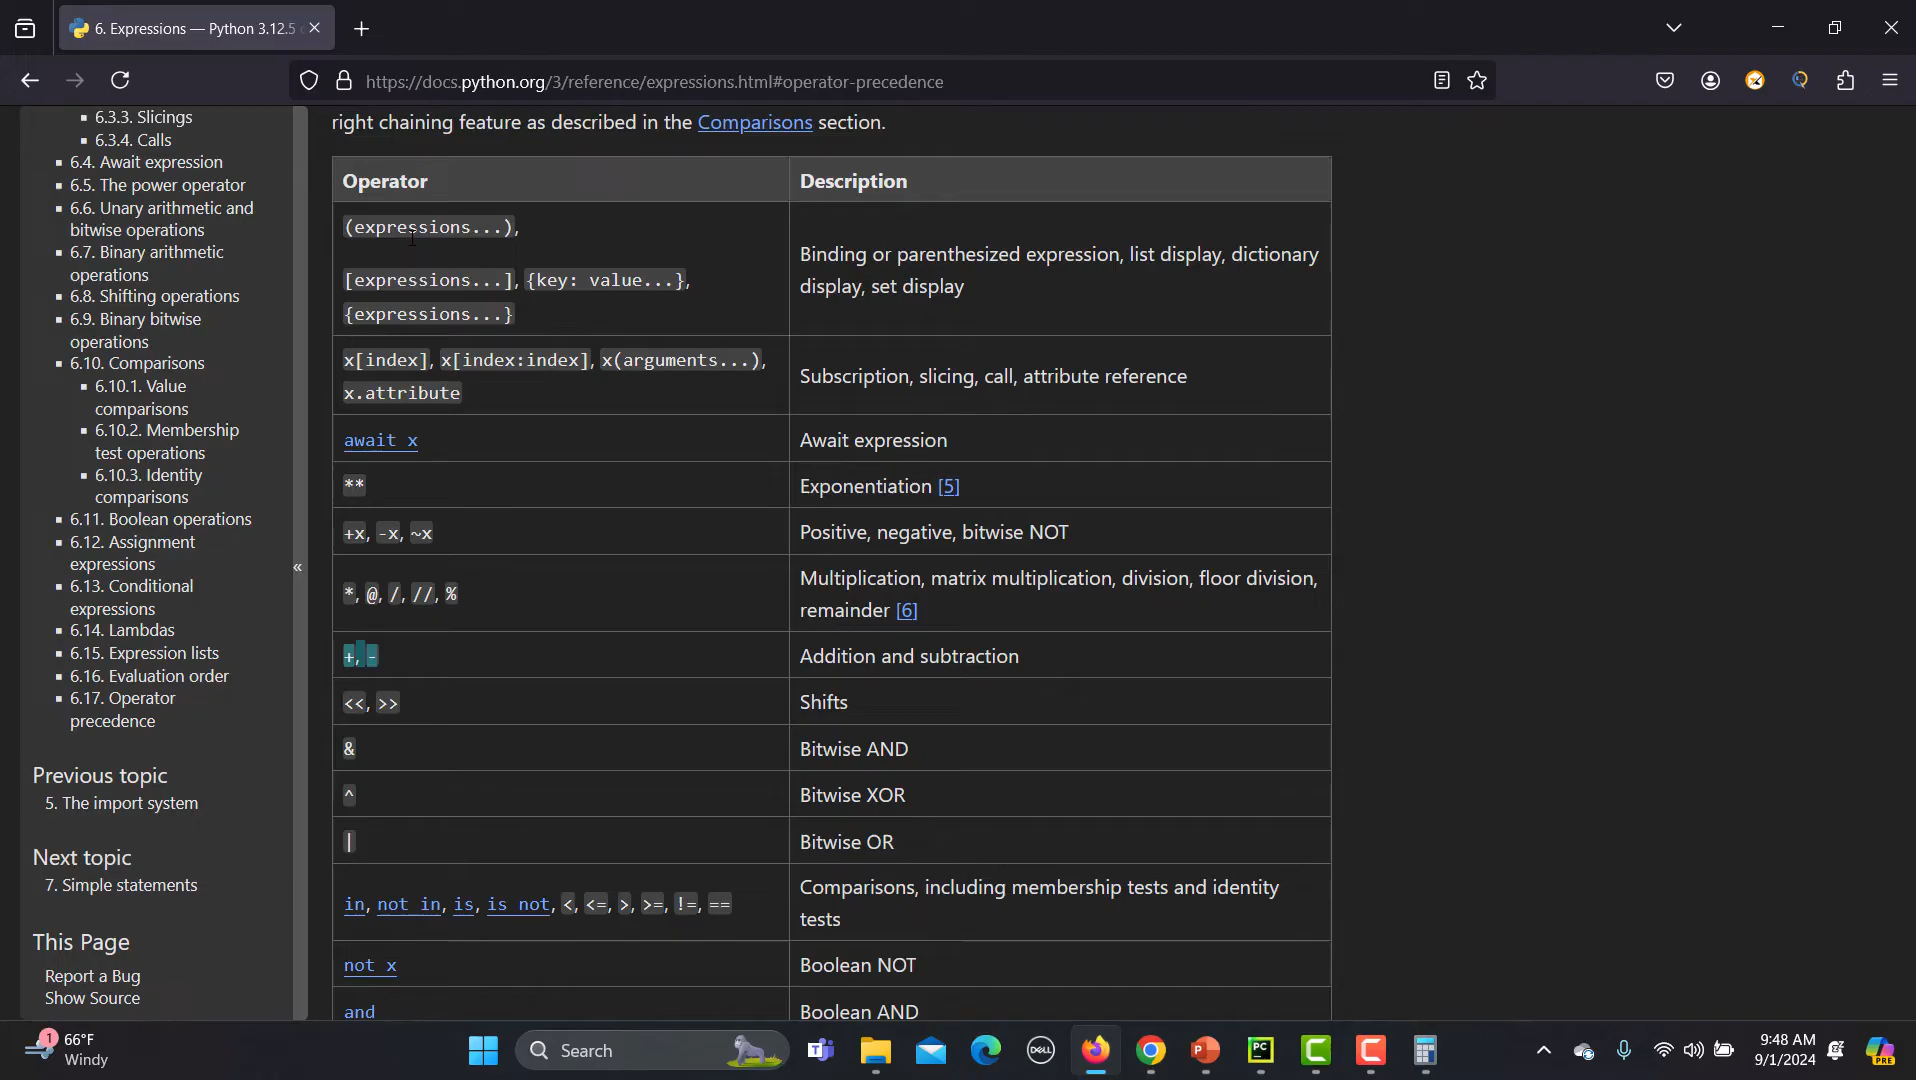 6. Expressions — Python 3.12.5
https://docs.python.org/3/reference/expressions.html#operator-precedence
6.3.3. Slicings
6.3.4. Calls
6.4. Await expression
6.5. The power operator
6.6. Unary arithmetic and
bitwise operations
6.7. Binary arithmetic
operations
6.8. Shifting operations
6.9. Binary bitwise
operations
6.10. Comparisons
6.10.1. Value
comparisons
6.10.2. Membership
test operations
6.10.3. Identity
comparisons
6.11. Boolean operations
6.12. Assignment
expressions
6.13. Conditional
expressions
6.14. Lambdas
6.15. Expression lists
6.16. Evaluation order
6.17. Operator
precedence
Previous topic
5. The import system
Next topic
7. Simple statements
This Page
Report a Bug
Show Source
«
right chaining feature as described in the Comparisons section.
Operator Description
(expressions...),
[expressions...], {key: value...},
{expressions...}
Binding or parenthesized expression, list display, dictionary
display, set display
x[index], x[index:index], x(arguments...),
x.attribute
Subscription, slicing, call, attribute reference
await x Await expression
** Exponentiation [5]
+x, -x, ~x Positive, negative, bitwise NOT
*, @, /, //, %
Multiplication, matrix multiplication, division, floor division,
remainder [6]
+, - Addition and subtraction
<<, >> Shifts
& Bitwise AND
^ Bitwise XOR
| Bitwise OR
in, not in, is, is not, <, <=, >, >=, !=, ==
Comparisons, including membership tests and identity
tests
not x Boolean NOT
and Boolean AND
1
66°F
Windy
Search
DELL
PC
C
C
9:48 AM
9/1/2024
PRE